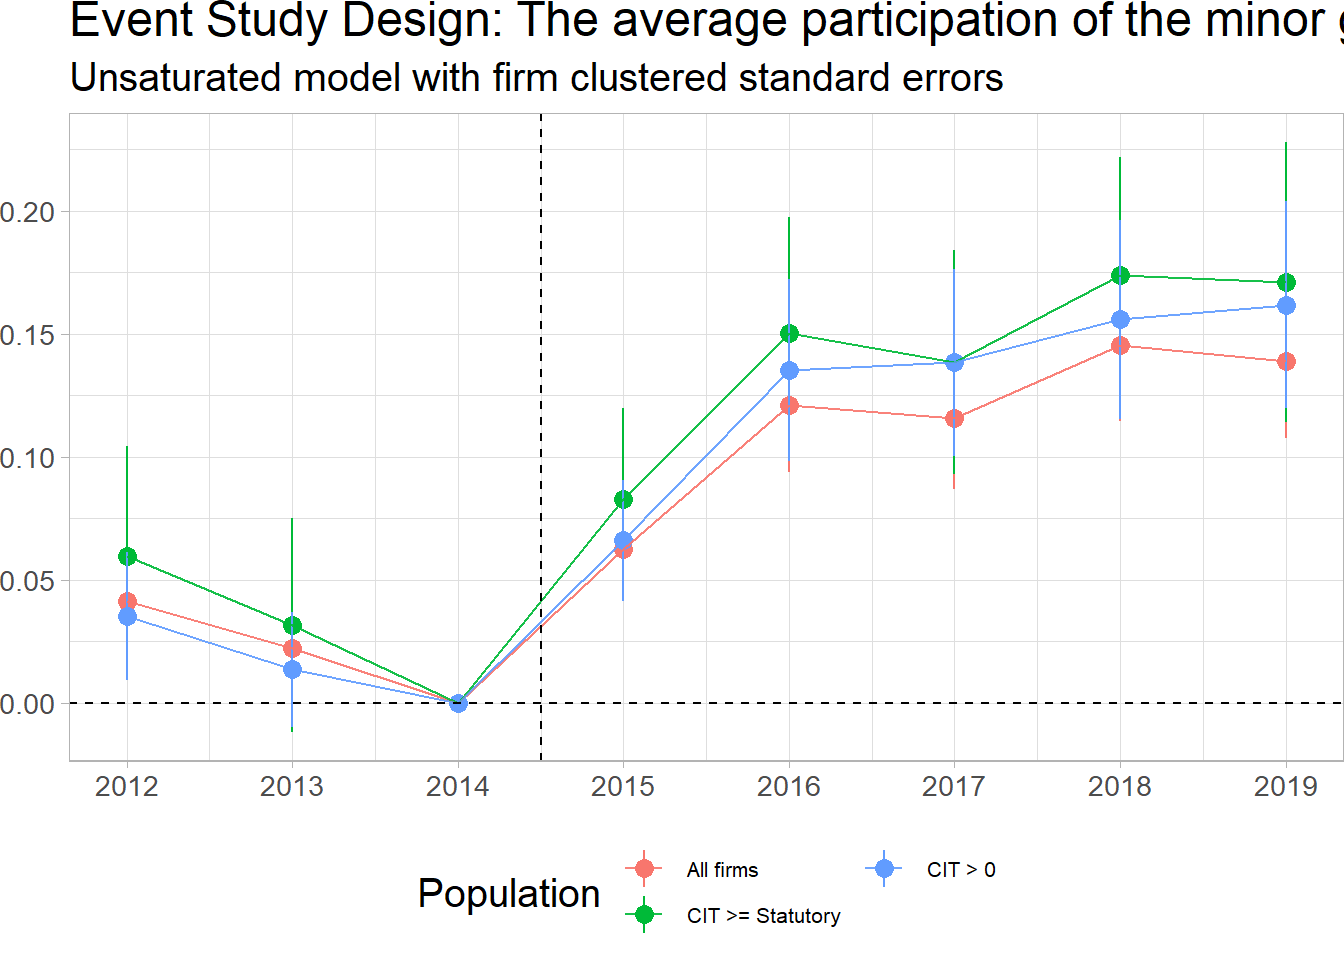 Event Study Design: The average participation of the minor
Unsaturated model with firm clustered standard errors
0.20
0.15
0.10
0.05
0.00
2012 2013 2014 2015 2016 2017 2018 2019
Population
All firms
CIT > 0
CIT >= Statutory